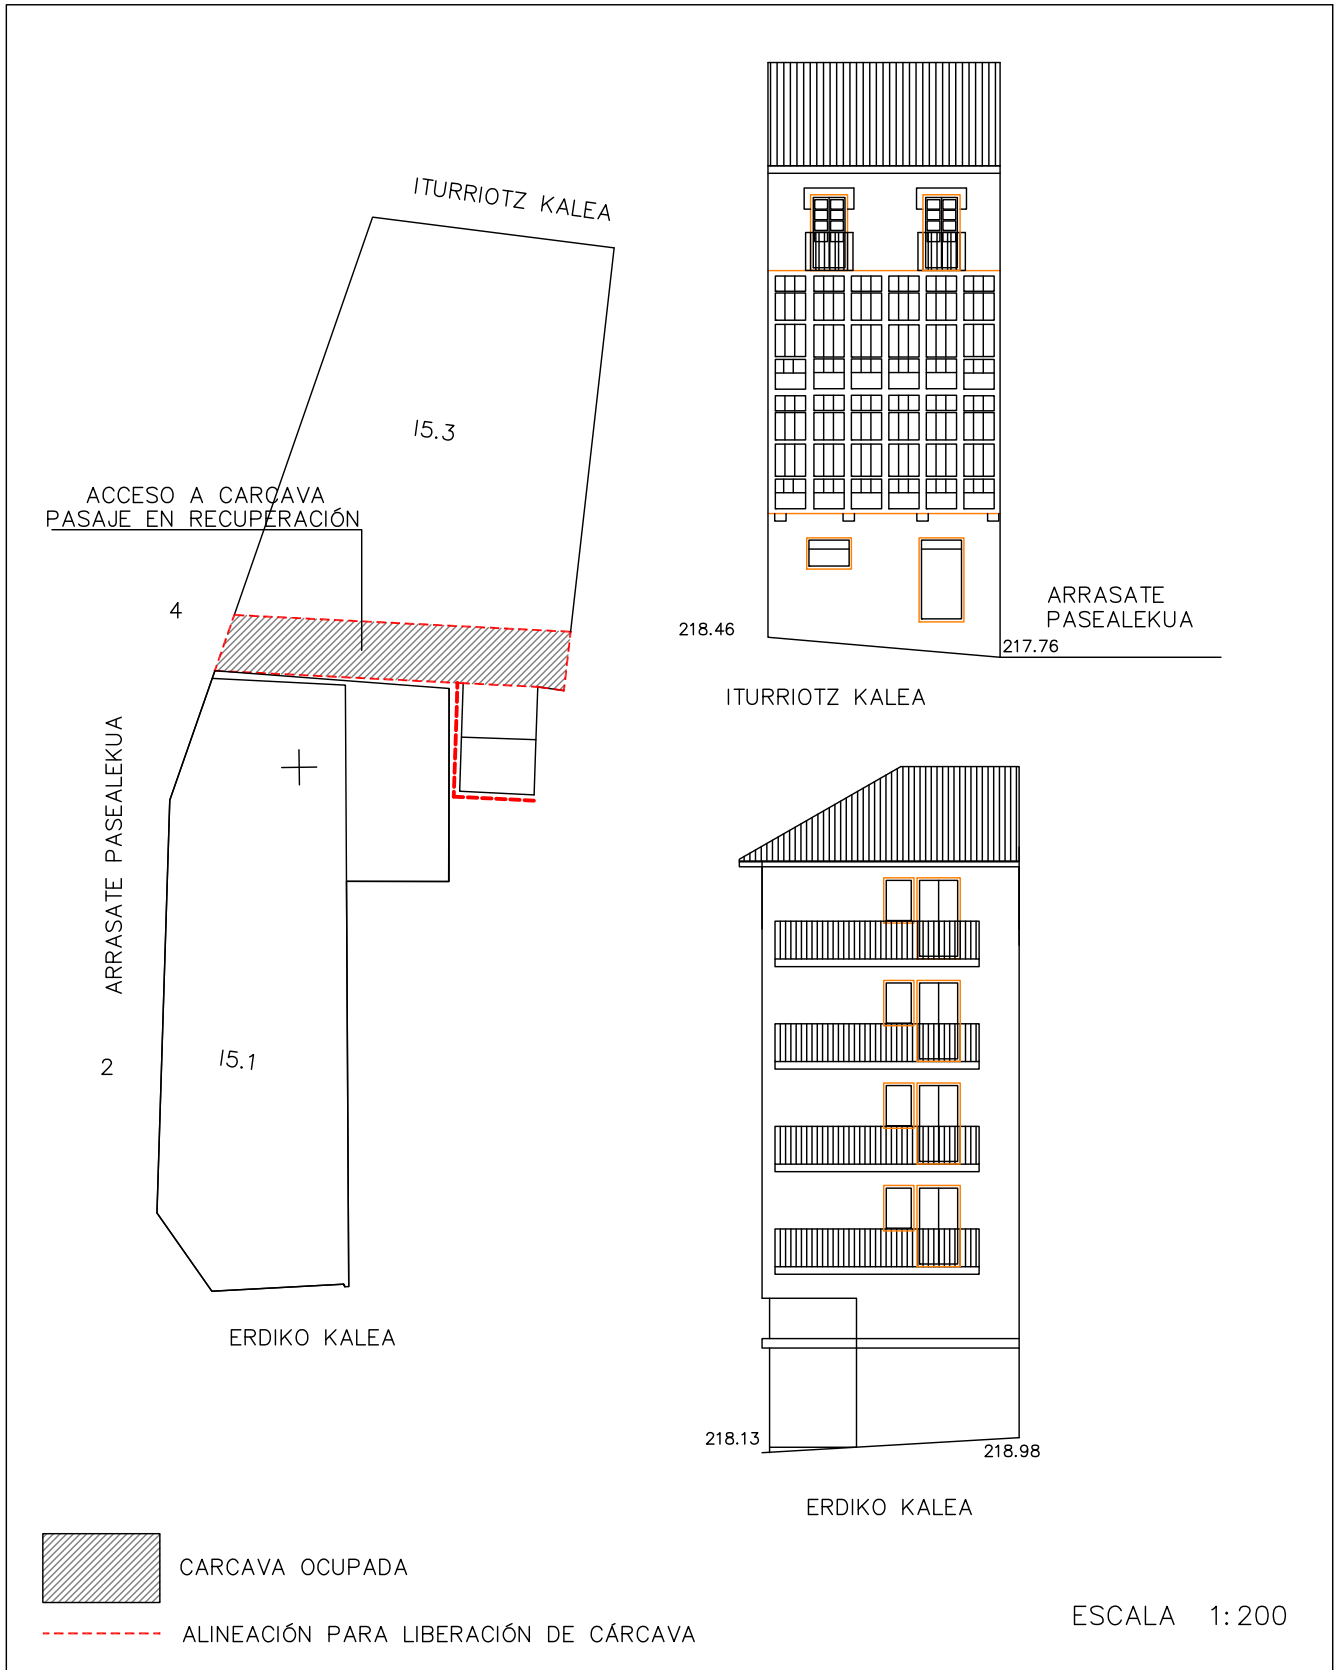 ITURRIOTZ KALEA
I5.3
ACCESO A CARCAVA
PASAJE EN RECUPERACIÓN
4
ARRASATE PASEALEKUA
2
I5.1
ERDIKO KALEA
218.46
217.76
ARRASATE
PASEALEKUA
ITURRIOTZ KALEA
218.13
218.98
ERDIKO KALEA
CARCAVA OCUPADA
ALINEACIÓN PARA LIBERACIÓN DE CÁRCAVA
ESCALA 1:200